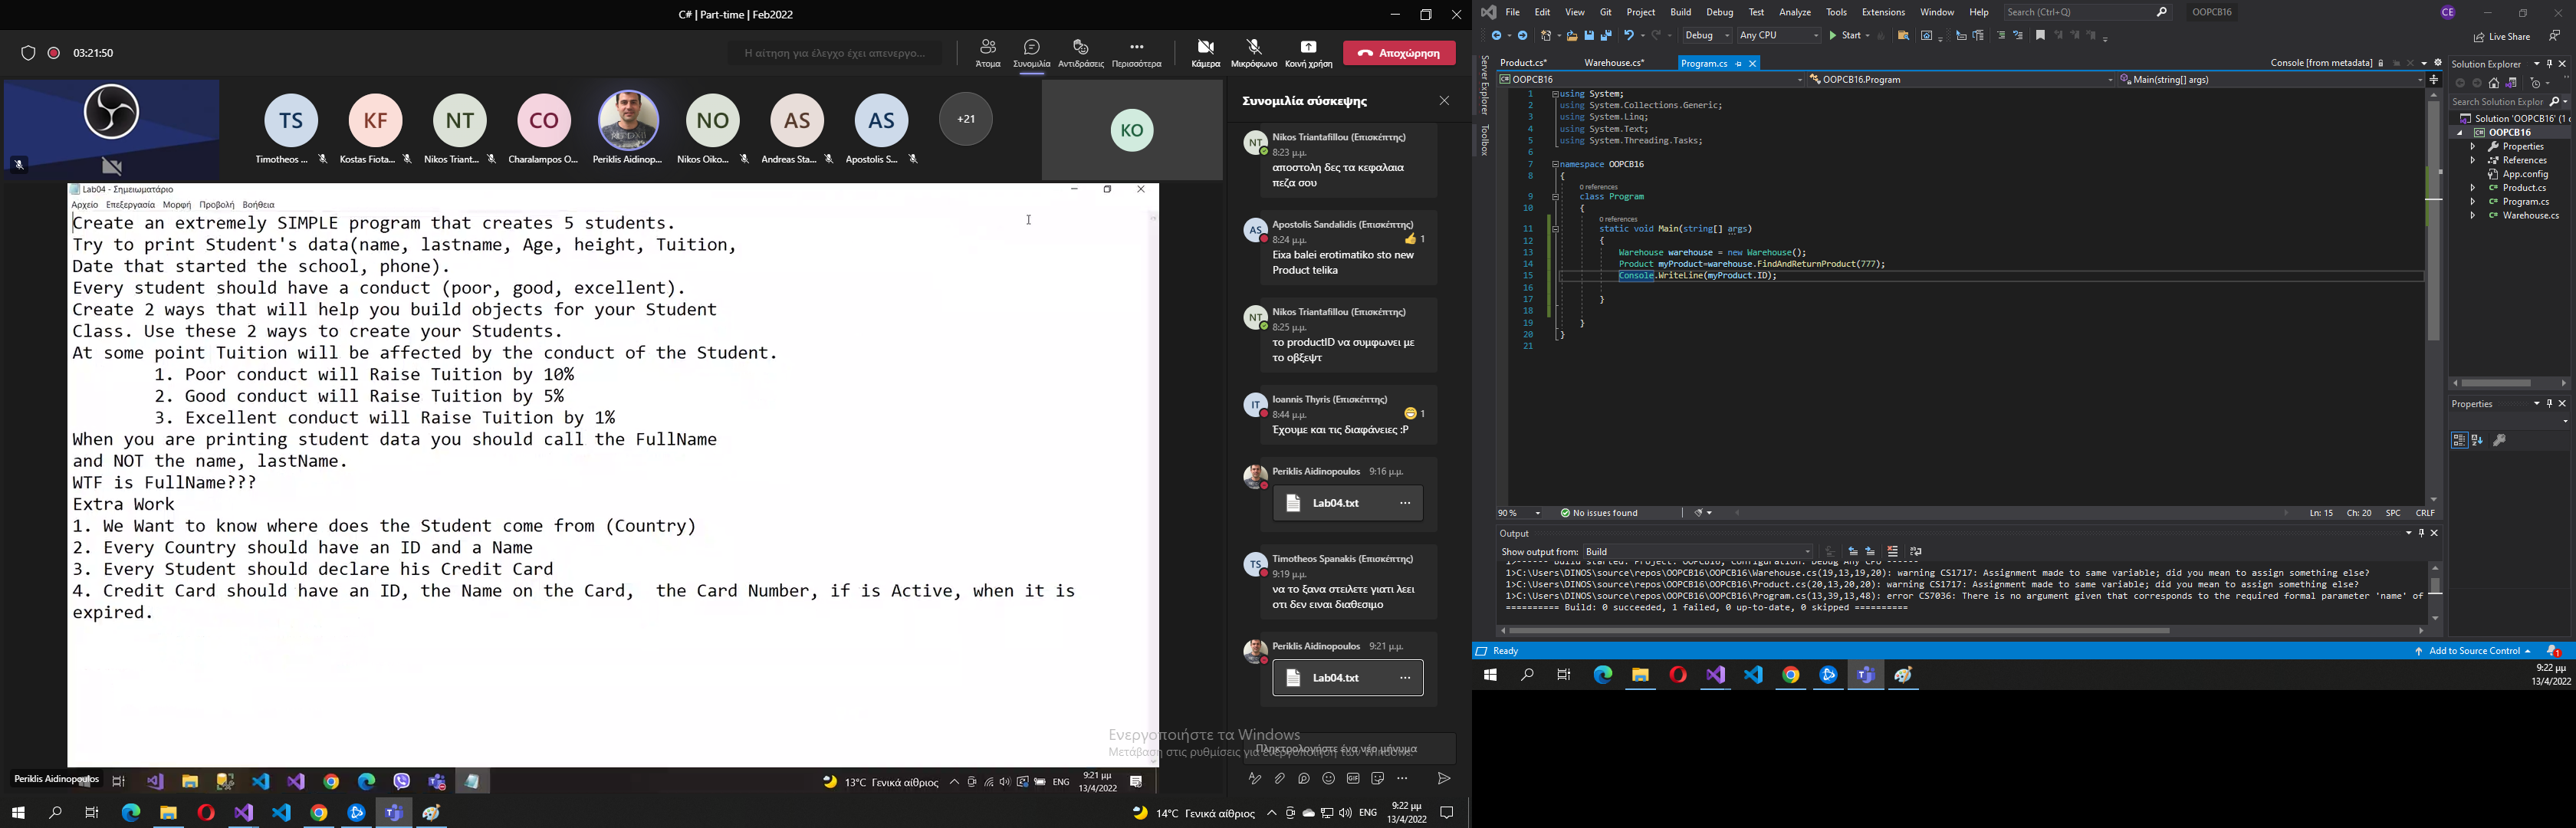 C# | Part-time | Feb2022
03:21:50
Η αίτηση για έλεγχο έχει απενεργο...
Άτομα
Συνομιλία
Αντιδράσεις
Περισσότερα
Κάμερα
Μικρόφωνο
Κοινή χρήση
Αποχώρηση
TS
KF
NT
CO
NO
AS
AS
+21
KO
Timotheos ...
Kostas Fiota...
Nikos Triant...
Charalampos O...
Periklis Aidinop...
Nikos Oiko...
Andreas Sta...
Apostolis S...
Lab04 - Σημειωματάριο
Αρχείο Επεξεργασία Μορφή Προβολή Βοήθεια
Create an extremely SIMPLE program that creates 5 students.
Try to print Student's data(name, lastname, Age, height, Tuition,
Date that started the school, phone).
Every student should have a conduct (poor, good, excellent).
Create 2 ways that will help you build objects for your Student
Class. Use these 2 ways to create your Students.
At some point Tuition will be affected by the conduct of the Student.
1. Poor conduct will Raise Tuition by 10%
2. Good conduct will Raise Tuition by 5%
3. Excellent conduct will Raise Tuition by 1%
When you are printing student data you should call the FullName
and NOT the name, lastName.
WTF is FullName???
Extra Work
1. We Want to know where does the Student come from (Country)
2. Every Country should have an ID and a Name
3. Every Student should declare his Credit Card
4. Credit Card should have an ID, the Name on the Card,  the Card Number, if is Active, when it is
expired.
Periklis Aidinopoulos
13°C Γενικά αίθριος
ENG
9:21 μμ
13/4/2022
Συνομιλία σύσκεψης
NT
Nikos Triantafillou (Επισκέπτης)
8:23 μ.μ.
αποστολη δες τα κεφαλαια
πεζα σου
AS
Apostolis Sandalidis (Επισκέπτης)
8:24 μ.μ.
1
Eixa balei erotimatiko sto new
Product telika
NT
Nikos Triantafillou (Επισκέπτης)
8:25 μ.μ.
το productID να συμφωνει με
το οβξεψτ
IT
Ioannis Thyris (Επισκέπτης)
8:44 μ.μ.
1
Έχουμε και τις διαφάνειες :P
Periklis Aidinopoulos 9:16 μ.μ.
Lab04.txt
TS
Timotheos Spanakis (Επισκέπτης)
9:19 μ.μ.
να το ξανα στειλετε γιατι λεει
οτι δεν ειναι διαθεσιμο
Periklis Aidinopoulos 9:21 μ.μ.
Lab04.txt
Ενεργοποιήστε τα Windows
Μετάβαση στις ρυθμίσεις για ενεργοποίηση των Windows.
Πληκτρολογήστε ένα νέο μήνυμα
GIF
14°C Γενικά αίθριος
ENG
9:22 μμ
13/4/2022
File Edit View Git Project Build Debug Test Analyze Tools Extensions Window Help
Search (Ctrl+Q)
OOPCB16
CE
Debug
Any CPU
Start
Live Share
Server Explorer
Toolbox
Product.cs*
Warehouse.cs*
Program.cs
Console [from metadata]
OOPCB16
OOPCB16.Program
Main(string[] args)
1 using System;
2 using System.Collections.Generic;
3 using System.Linq;
4 using System.Text;
5 using System.Threading.Tasks;
6
7 namespace OOPCB16
8 {
0 references
9 class Program
10 {
0 references
11 static void Main(string[] args)
12 {
13 Warehouse warehouse = new Warehouse();
14 Product myProduct=warehouse.FindAndReturnProduct(777);
15 Console.WriteLine(myProduct.ID);
16
17 }
18
19 }
20 }
21
90 %
No issues found
Ln: 15
Ch: 20
SPC
CRLF
Output
Show output from: Build
1>C:\Users\DINOS\source\repos\OOPCB16\OOPCB16\Warehouse.cs(19,13,19,20): warning CS1717: Assignment made to same variable; did you mean to assign something else?
1>C:\Users\DINOS\source\repos\OOPCB16\OOPCB16\Product.cs(20,13,20,20): warning CS1717: Assignment made to same variable; did you mean to assign something else?
1>C:\Users\DINOS\source\repos\OOPCB16\OOPCB16\Program.cs(13,39,13,48): error CS7036: There is no argument given that corresponds to the required formal parameter 'name' of
========== Build: 0 succeeded, 1 failed, 0 up-to-date, 0 skipped ==========
Solution Explorer
Search Solution Explor
Solution 'OOPCB16' (1
OOPCB16
Properties
References
App.config
Product.cs
Program.cs
Warehouse.cs
Properties
Ready
Add to Source Control
1
9:22 μμ
13/4/2022